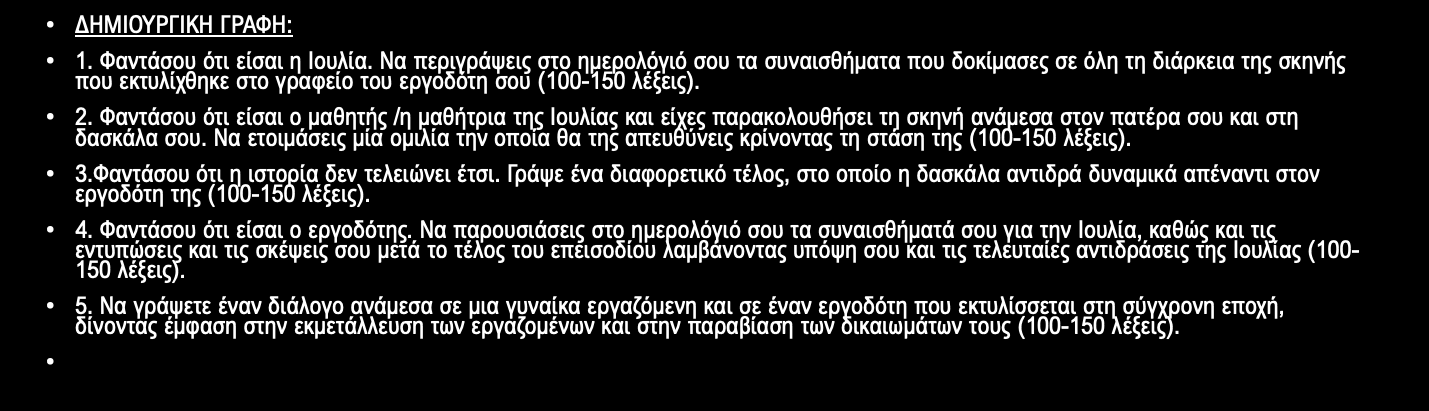 • ΔΗΜΙΟΥΡΓΙΚΗ ΓΡΑΦΗ:
• 1. Φαντάσου ότι είσαι η Ιουλία. Να περιγράψεις στο ημερολόγιό σου τα συναισθήματα που δοκίμασες σε όλη τη διάρκεια της σκηνής
που εκτυλίχθηκε στο γραφείο του εργοδότη σου (100-150 λέξεις).
• 2. Φαντάσου ότι είσαι ο μαθητής /η μαθήτρια της Ιουλίας και είχες παρακολουθήσει τη σκηνή ανάμεσα στον πατέρα σου και στη
δασκάλα σου. Να ετοιμάσεις μία ομιλία την οποία θα της απευθύνεις κρίνοντας τη στάση της (100-150 λέξεις).
• 3.Φαντάσου ότι η ιστορία δεν τελειώνει έτσι. Γράψε ένα διαφορετικό τέλος, στο οποίο η δασκάλα αντιδρά δυναμικά απέναντι στον
εργοδότη της (100-150 λέξεις).
• 4. Φαντάσου ότι είσαι ο εργοδότης. Να παρουσιάσεις στο ημερολόγιό σου τα συναισθήματά σου για την Ιουλία, καθώς και τις
εντυπώσεις και τις σκέψεις σου μετά το τέλος του επεισοδίου λαμβάνοντας υπόψη σου και τις τελευταίες αντιδράσεις της Ιουλίας (100-
150 λέξεις).
• 5. Να γράψετε έναν διάλογο ανάμεσα σε μια γυναίκα εργαζόμενη και σε έναν εργοδότη που εκτυλίσσεται στη σύγχρονη εποχή,
δίνοντας έμφαση στην εκμετάλλευση των εργαζομένων και στην παραβίαση των δικαιωμάτων τους (100-150 λέξεις).
•